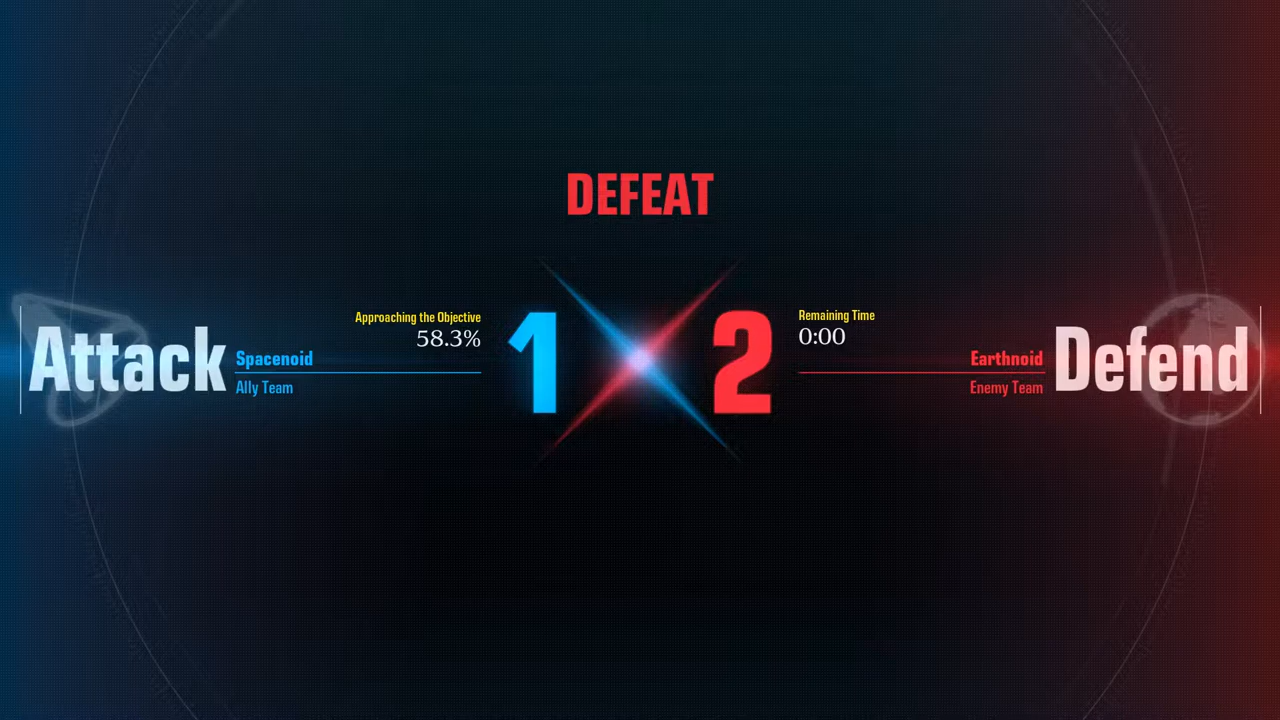 DEFEAT
Attack
Spacenoid
Ally Team
Approaching the Objective
58.3%
1
2
Remaining Time
0:00
Earthnoid
Enemy Team
Defend